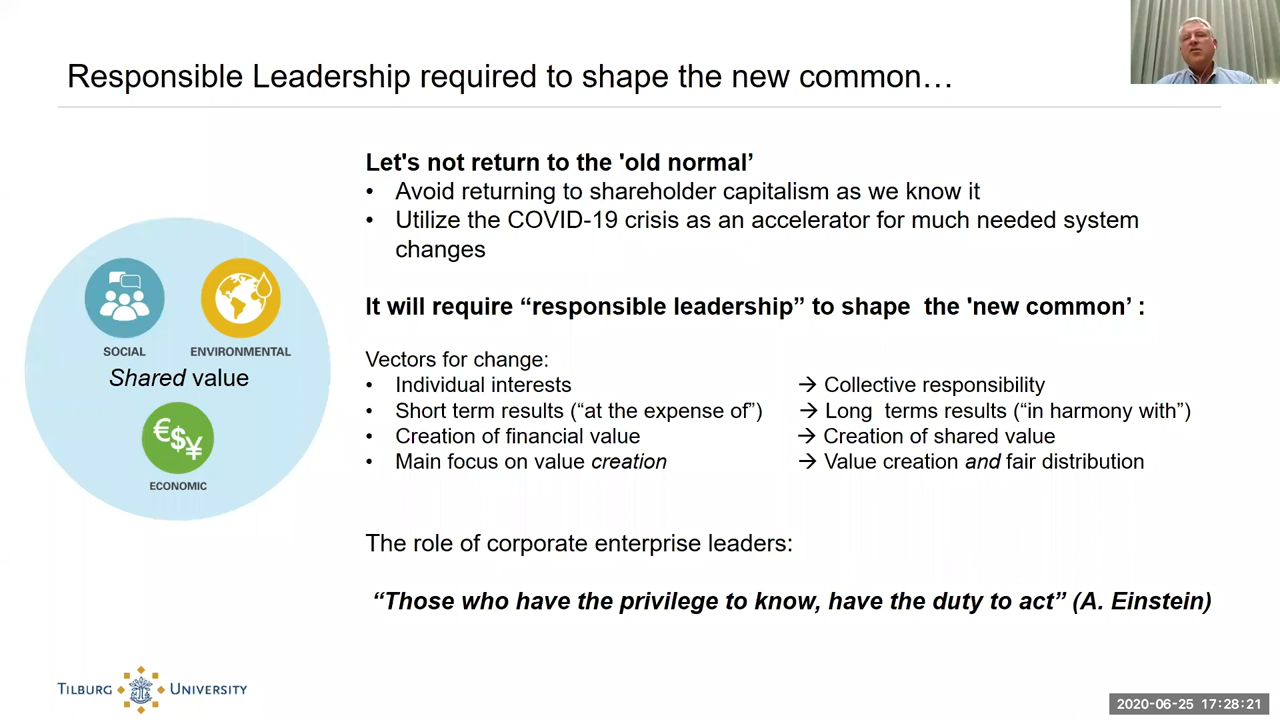 Responsible Leadership required to shape the new common…
Let's not return to the 'old normal’
• Avoid returning to shareholder capitalism as we know it
• Utilize the COVID-19 crisis as an accelerator for much needed system
changes
It will require “responsible leadership” to shape the 'new common’ :
SOCIAL
ENVIRONMENTAL
Shared value
€$¥
ECONOMIC
Vectors for change:
• Individual interests → Collective responsibility
• Short term results (“at the expense of”) → Long terms results (“in harmony with”)
• Creation of financial value → Creation of shared value
• Main focus on value creation → Value creation and fair distribution
The role of corporate enterprise leaders:
“Those who have the privilege to know, have the duty to act” (A. Einstein)
TILBURG UNIVERSITY
2020-06-25 17:28:21